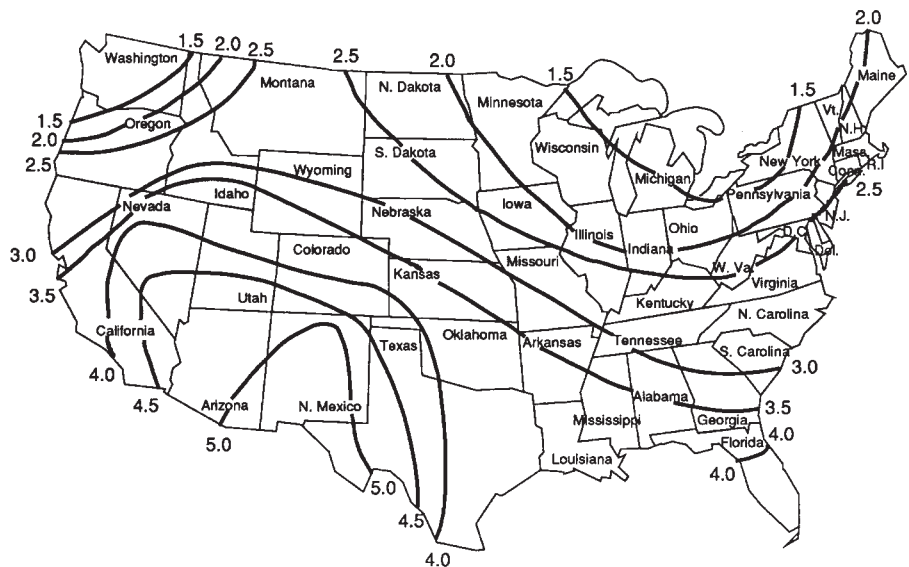 2.0
1.5 2.0 2.5
2.5
2.0
1.5
1.5
Washington
Montana
N. Dakota
Minnesota
Maine
Vt.
N.H.
1.5
2.0
2.5
Oregon
S. Dakota
Wisconsin
Michigan
New York
Mass.
Conn.
R.I
2.5
Wyoming
Idaho
Nevada
Nebraska
Iowa
Pennsylvania
N.J.
Illinois
Indiana
Ohio
D.C.
Del.
3.0
3.5
Colorado
Kansas
Missouri
W. Va.
Virginia
Utah
Kentucky
N. Carolina
California
Texas
Oklahoma
Arkansas
Tennessee
S. Carolina
3.0
4.0
4.5
Arizona
N. Mexico
Mississippi
Alabama
Georgia
3.5
4.0
5.0
Louisiana
Florida
4.0
5.0
4.5
4.0